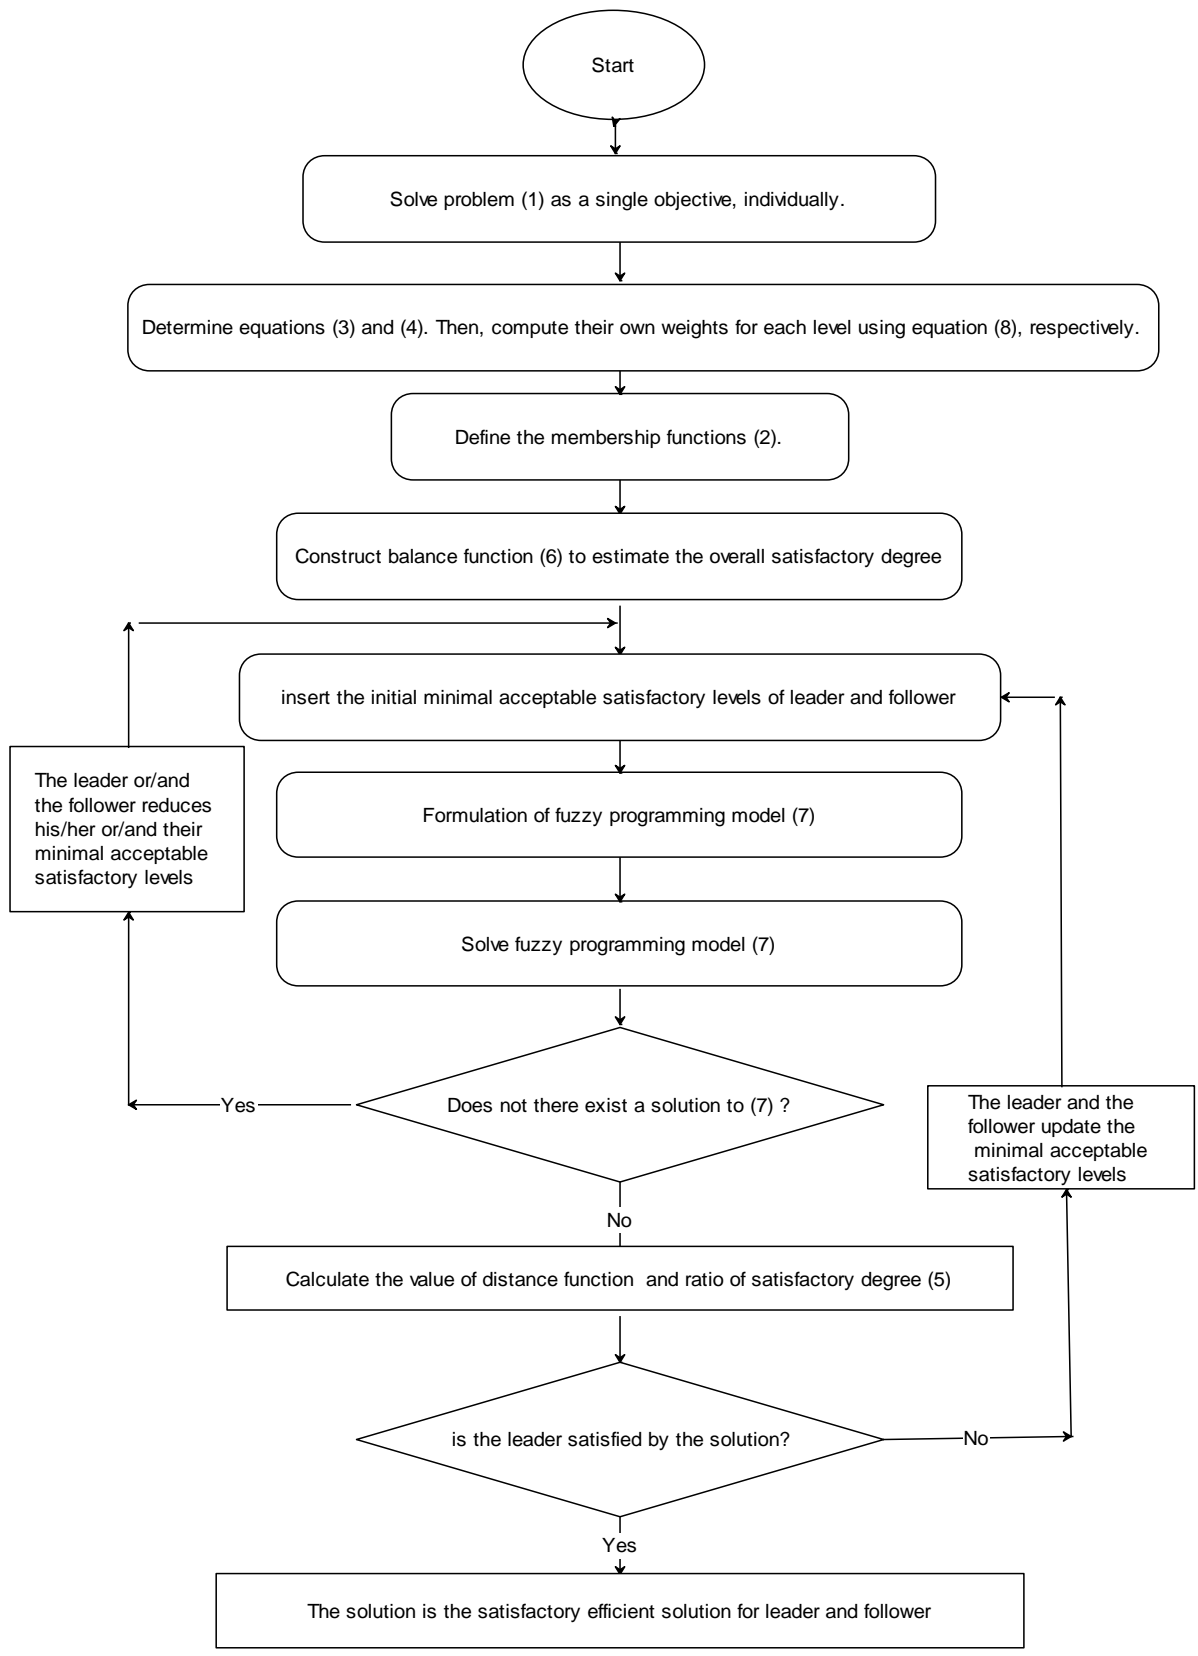 Start
Solve problem (1) as a single objective, individually.
Determine equations (3) and (4). Then, compute their own weights for each level using equation (8), respectively.
Define the membership functions (2).
Construct balance function (6) to estimate the overall satisfactory degree
insert the initial minimal acceptable satisfactory levels of leader and follower
The leader or/and
the follower reduces
his/her or/and their
minimal acceptable
satisfactory levels
Formulation of fuzzy programming model (7)
Solve fuzzy programming model (7)
Does not there exist a solution to (7) ?
Yes
The leader and the
follower update the
minimal acceptable
satisfactory levels
No
Calculate the value of distance function  and ratio of satisfactory degree (5)
is the leader satisfied by the solution?
No
Yes
The solution is the satisfactory efficient solution for leader and follower